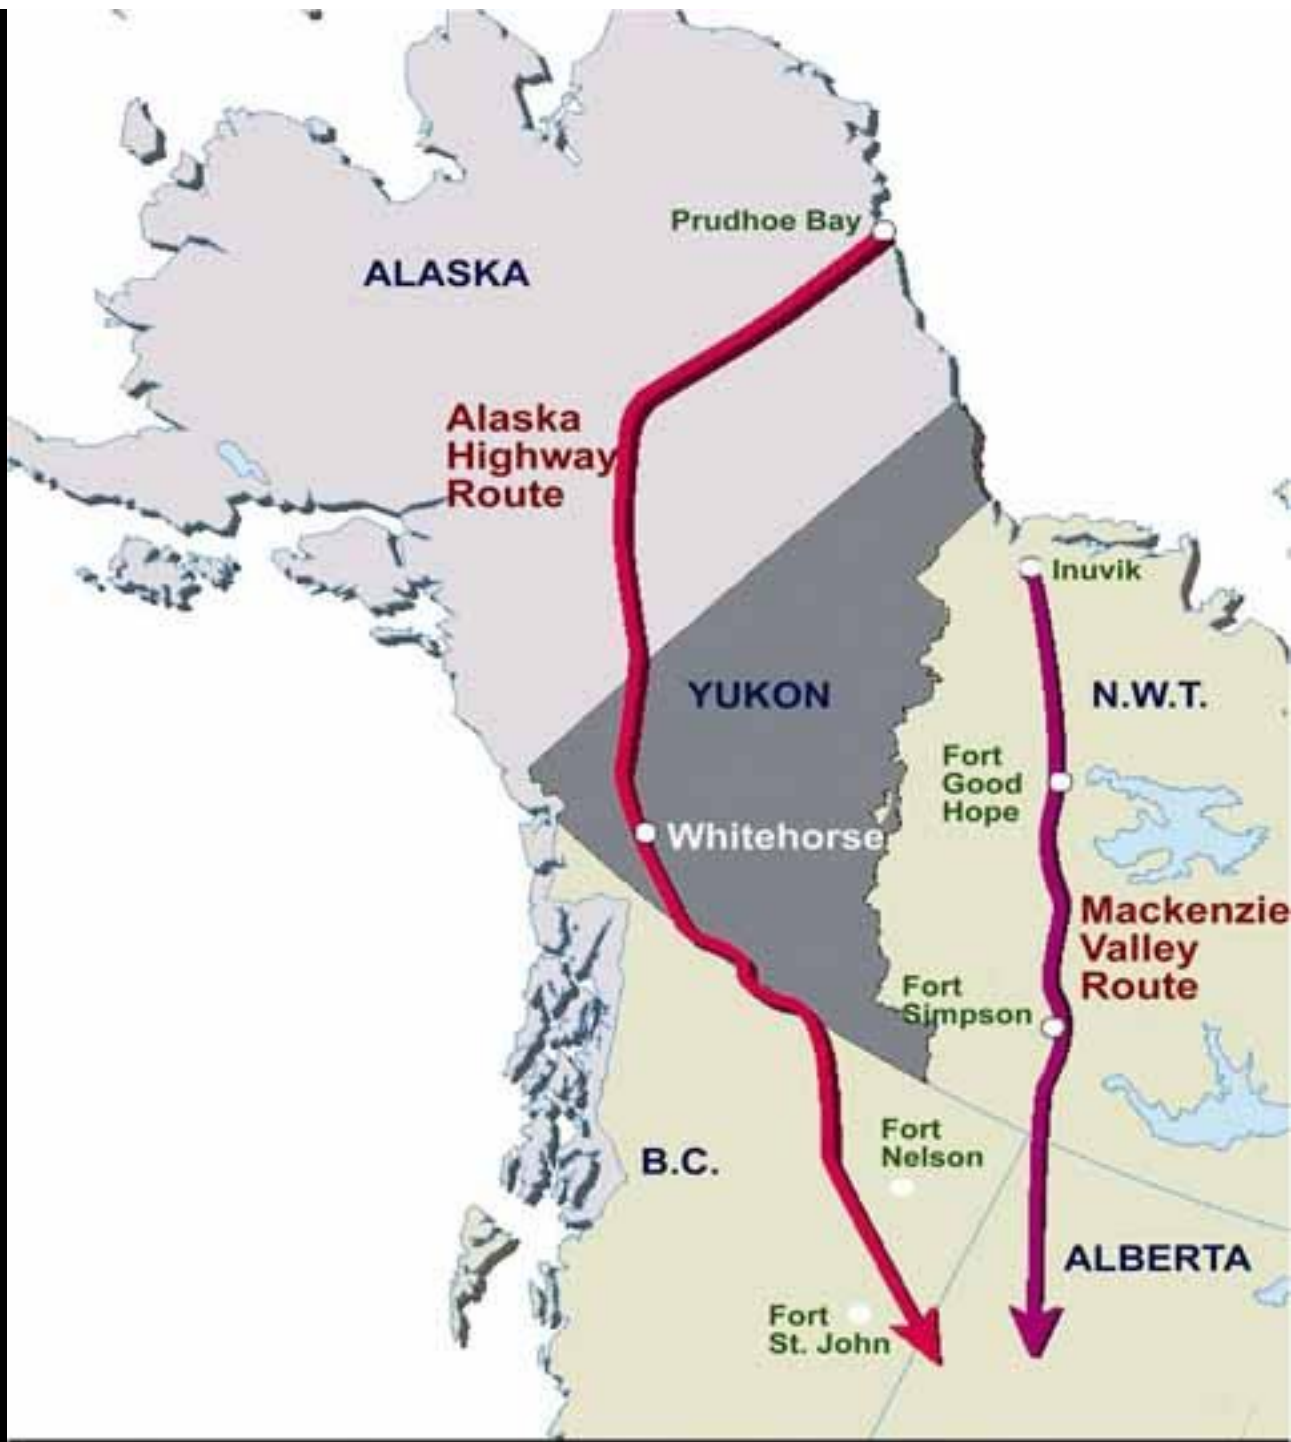 Prudhoe Bay
ALASKA
Alaska
Highway
Route
Inuvik
YUKON
N.W.T.
Fort
Good
Hope
Whitehorse
Mackenzie
Valley
Route
Fort
Simpson
Fort
Nelson
B.C.
ALBERTA
Fort
St. John